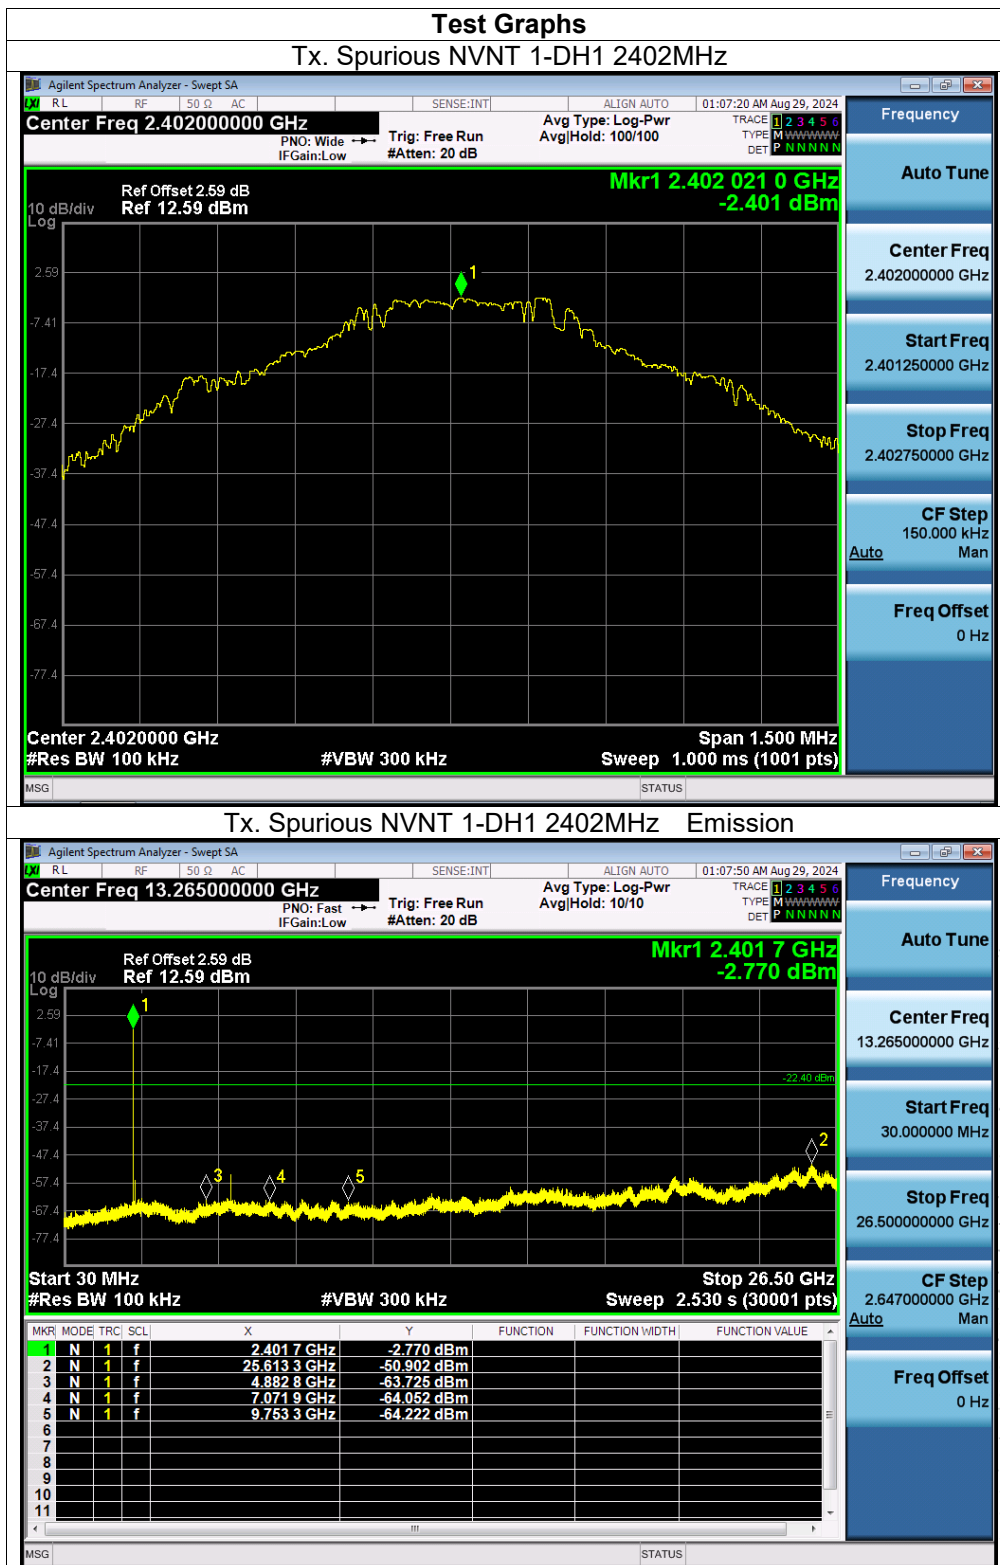 Test Graphs
Tx. Spurious NVNT 1-DH1 2402MHz
Agilent Spectrum Analyzer - Swept SA
LXI RL RF 50 Ω AC SENSE:INT ALIGN AUTO 01:07:20 AM Aug 29, 2024
Center Freq 2.402000000 GHz
PNO: Wide
IFGain:Low
Trig: Free Run
#Atten: 20 dB
Avg Type: Log-Pwr
Avg|Hold: 100/100
TRACE 1 2 3 4 5 6
TYPE M WWWWW
DET P N N N N N
Ref Offset 2.59 dB
10 dB/div Ref 12.59 dBm
Log
Mkr1 2.402 021 0 GHz
-2.401 dBm
1
2.59
-7.41
-17.4
-27.4
-37.4
-47.4
-57.4
-67.4
-77.4
Center 2.4020000 GHz Span 1.500 MHz
#Res BW 100 kHz #VBW 300 kHz Sweep 1.000 ms (1001 pts)
MSG STATUS
Frequency
Auto Tune
Center Freq
2.402000000 GHz
Start Freq
2.401250000 GHz
Stop Freq
2.402750000 GHz
CF Step
150.000 kHz
Auto Man
Freq Offset
0 Hz
Tx. Spurious NVNT 1-DH1 2402MHz Emission
Agilent Spectrum Analyzer - Swept SA
LXI RL RF 50 Ω AC SENSE:INT ALIGN AUTO 01:07:50 AM Aug 29, 2024
Center Freq 13.265000000 GHz
PNO: Fast
IFGain:Low
Trig: Free Run
#Atten: 20 dB
Avg Type: Log-Pwr
Avg|Hold: 10/10
TRACE 1 2 3 4 5 6
TYPE M WWWWW
DET P N N N N N
Ref Offset 2.59 dB
10 dB/div Ref 12.59 dBm
Log
Mkr1 2.401 7 GHz
-2.770 dBm
1
2.59
-7.41
-17.4
-22.40 dBm
-27.4
-37.4
-47.4
2
-57.4
3 4 5
-67.4
-77.4
Start 30 MHz Stop 26.50 GHz
#Res BW 100 kHz #VBW 300 kHz Sweep 2.530 s (30001 pts)
MKR MODE TRC SCL X Y FUNCTION FUNCTION WIDTH FUNCTION VALUE
1 N 1 f 2.401 7 GHz -2.770 dBm
2 N 1 f 25.613 3 GHz -50.902 dBm
3 N 1 f 4.882 8 GHz -63.725 dBm
4 N 1 f 7.071 9 GHz -64.052 dBm
5 N 1 f 9.753 3 GHz -64.222 dBm
6
7
8
9
10
11
MSG STATUS
Frequency
Auto Tune
Center Freq
13.265000000 GHz
Start Freq
30.000000 MHz
Stop Freq
26.500000000 GHz
CF Step
2.647000000 GHz
Auto Man
Freq Offset
0 Hz